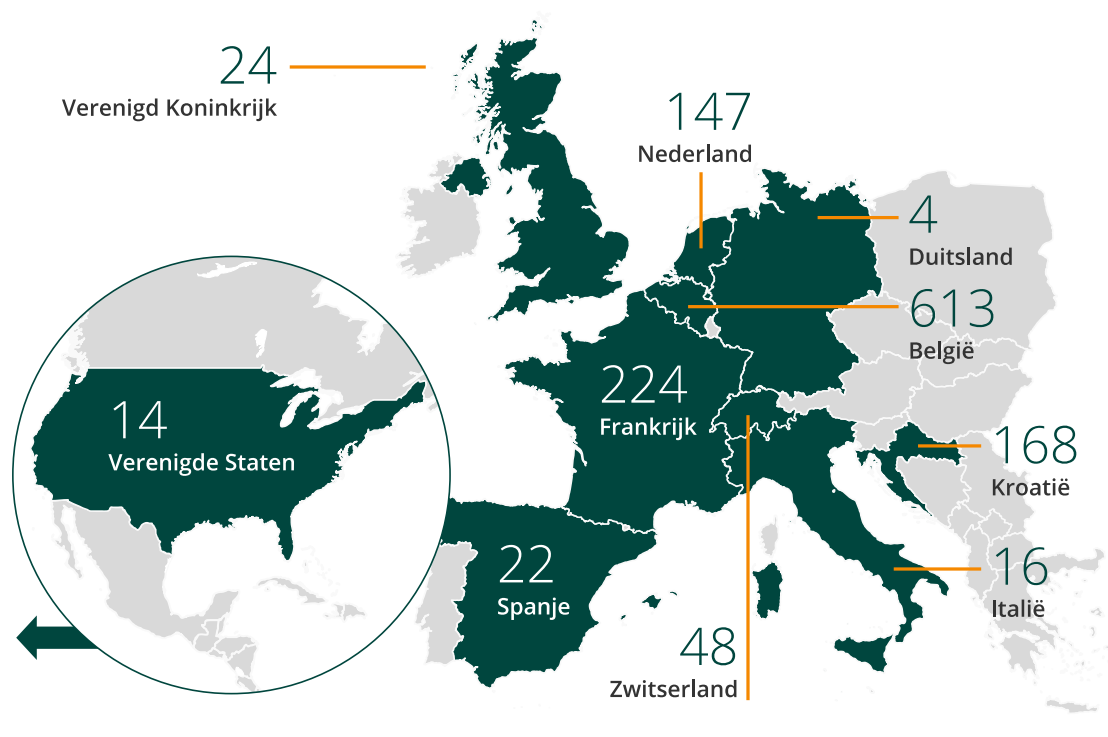 24
Verenigd Koninkrijk
147
Nederland
4
Duitsland
613
België
224
Frankrijk
14
Verenigde Staten
168
Kroatië
22
Spanje
16
Italië
48
Zwitserland